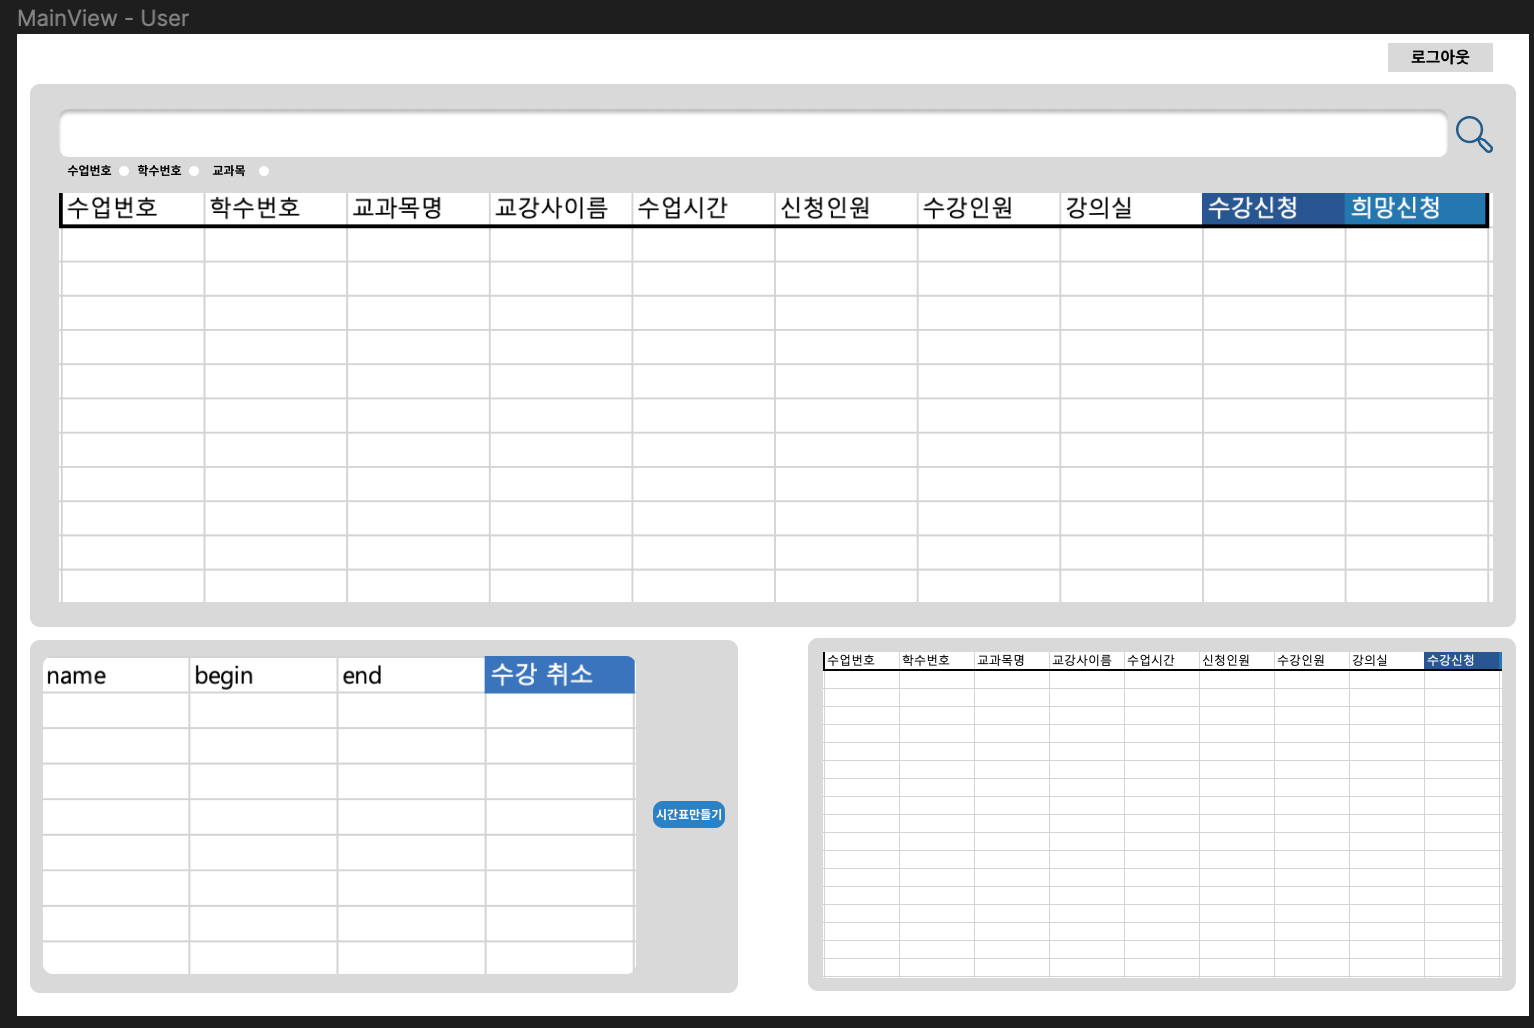 MainView - User
로그아웃
수업번호 학수번호 교과목
수업번호 학수번호 교과목명 교강사이름 수업시간 신청인원 수강인원 강의실 수강신청 희망신청
name begin end 수강 취소
시간표만들기
수업번호 학수번호 교과목명 교강사이름 수업시간 신청인원 수강인원 강의실 수강신청